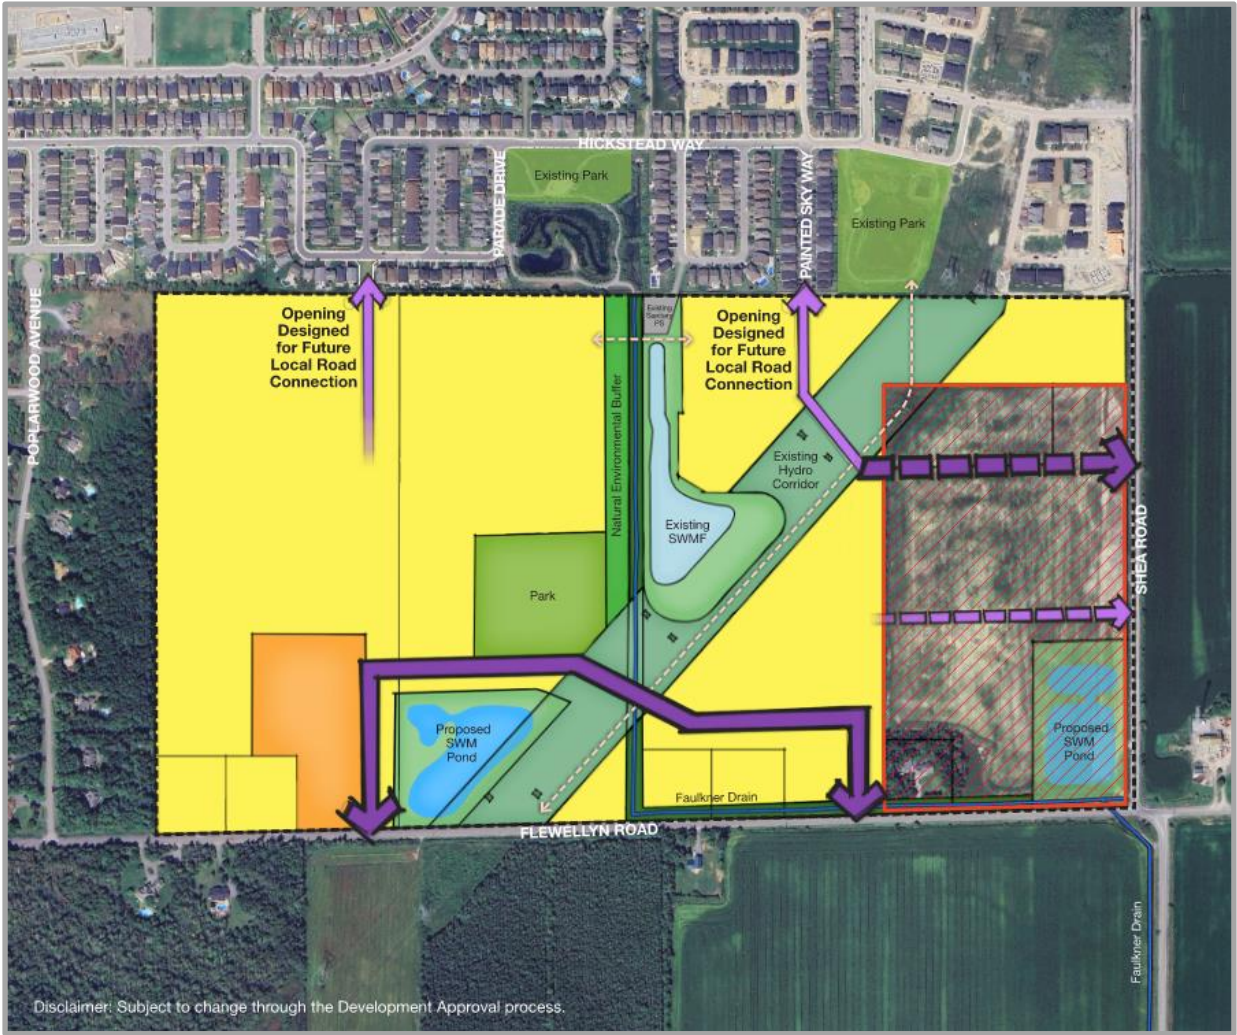 HICKSTEAD WAY
Existing Park
PARADE DRIVE
PAINTED SKY WAY
Existing Park
POPLARWOOD AVENUE
Opening
Designed
for Future
Local Road
Connection
Existing
Sanitary
PS
Opening
Designed
for Future
Local Road
Connection
Natural Environmental Buffer
Existing
Hydro
Corridor
Existing
SWMF
SHEA ROAD
Park
Proposed
SWM
Pond
Proposed
SWM
Pond
Faulkner Drain
FLEWELLYN ROAD
Faulkner Drain
Disclaimer: Subject to change through the Development Approval process.